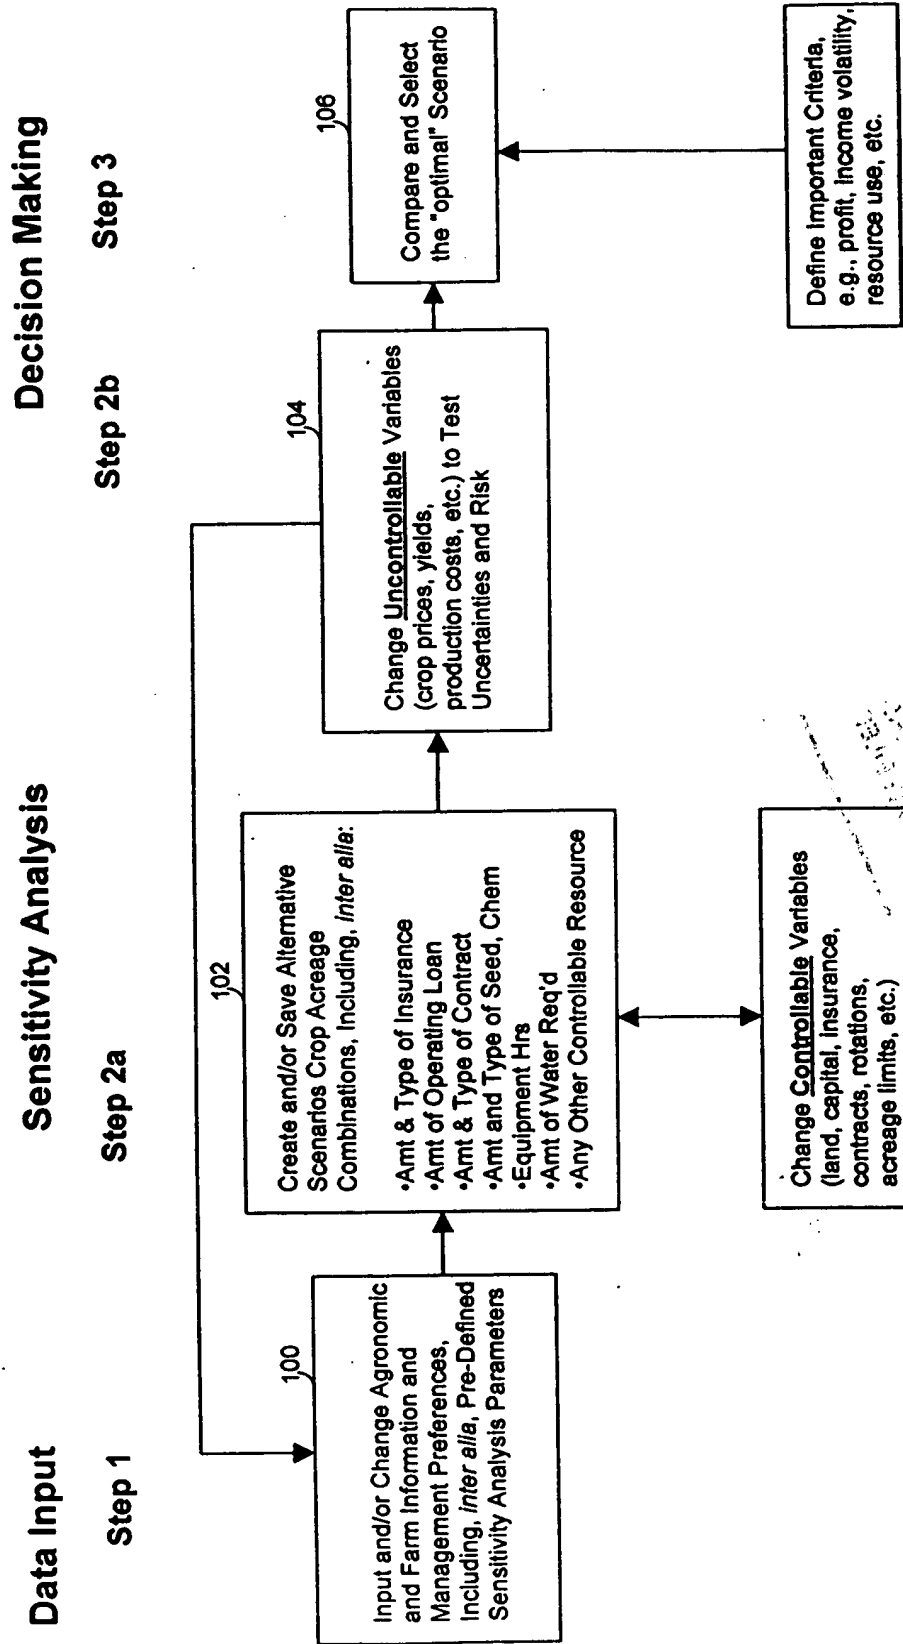 Data Input
Sensitivity Analysis
Decision Making
Step 1
Step 2a
Step 2b
Step 3
100
Input and/or Change Agronomic
and Farm Information and
Management Preferences,
Including, inter alia, Pre-Defined
Sensitivity Analysis Parameters
102
Create and/or Save Alternative
Scenarios Crop Acreage
Combinations, Including, inter alia:
•Amt & Type of Insurance
•Amt of Operating Loan
•Amt & Type of Contract
•Amt and Type of Seed, Chem
•Equipment Hrs
•Amt of Water Req'd
•Any Other Controllable Resource
Change Controllable Variables
(land, capital, insurance,
contracts, rotations,
acreage limits, etc.)
104
Change Uncontrollable Variables
(crop prices, yields,
production costs, etc.) to Test
Uncertainties and Risk
106
Compare and Select
the "optimal" Scenario
Define Important Criteria,
e.g., profit, income volatility,
resource use, etc.